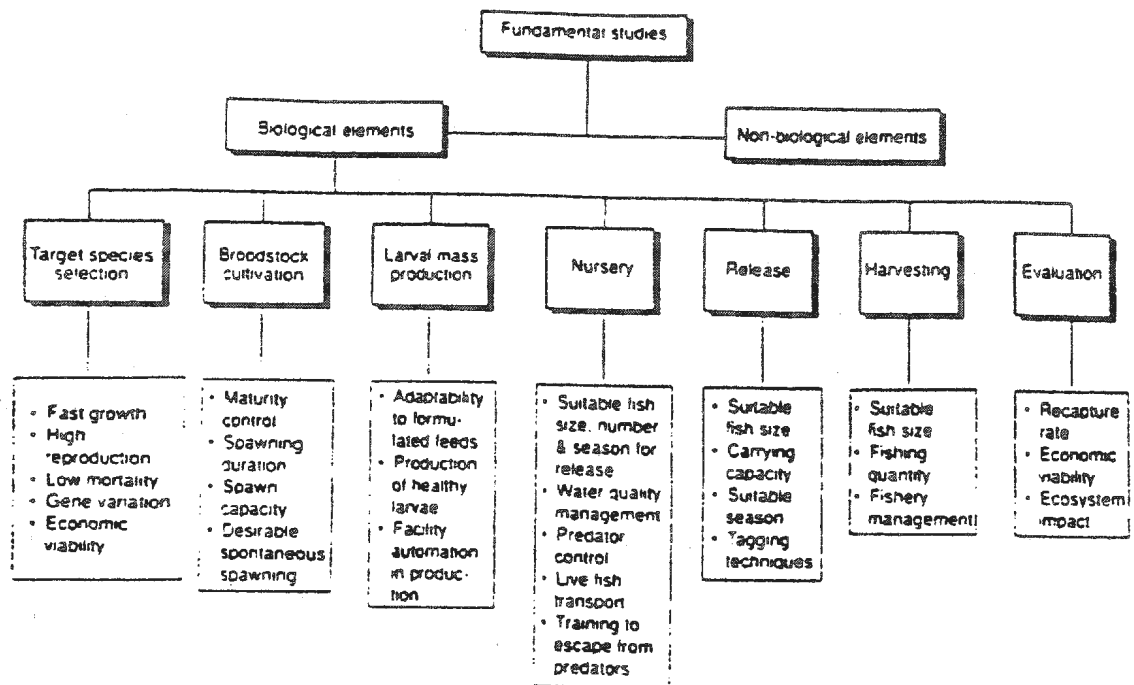 Fundamental studies
Biological elements
Non-biological elements
Target species
selection
Broodstock
cultivation
Larval mass
production
Nursery
Release
Harvesting
Evaluation
◦ Fast growth
◦ High
reproduction
◦ Low mortality
◦ Gene variation
◦ Economic
viability
• Maturity
control
• Spawning
duration
• Spawn
capacity
• Desirable
spontaneous
spawning
• Adaptability
to formu-
lated feeds
• Production
of healthy
larvae
• Facility
automation
in produc-
tion
• Suitable fish
size, number
& season for
release
• Water quality
management
• Predator
control
• Live fish
transport
• Training to
escape from
predators
• Suitable
fish size
• Carrying
capacity
• Suitable
season
• Tagging
techniques
• Suitable
fish size
• Fishing
quantity
• Fishery
management
• Recapture
rate
• Economic
viability
• Ecosystem
impact